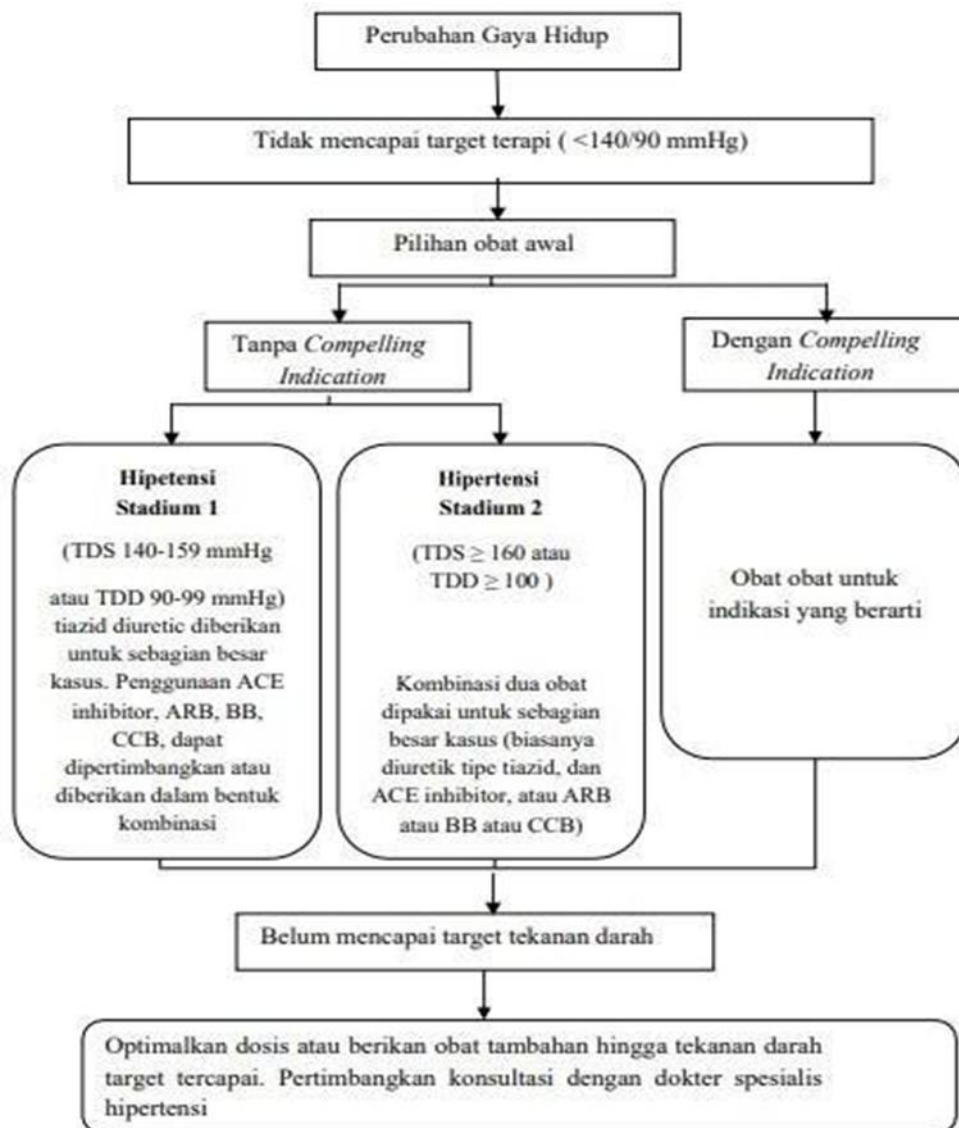 Perubahan Gaya Hidup
Tidak mencapai target terapi ( <140/90 mmHg)
Pilihan obat awal
Tanpa Compelling
Indication
Dengan Compelling
Indication
Hipetensi
Stadium 1
(TDS 140-159 mmHg
atau TDD 90-99 mmHg)
tiazid diuretic diberikan
untuk sebagian besar
kasus. Penggunaan ACE
inhibitor, ARB, BB,
CCB, dapat
dipertimbangkan atau
diberikan dalam bentuk
kombinasi
Hipertensi
Stadium 2
(TDS ≥ 160 atau
TDD ≥ 100 )
Kombinasi dua obat
dipakai untuk sebagian
besar kasus (biasanya
diuretik tipe tiazid, dan
ACE inhibitor, atau ARB
atau BB atau CCB)
Obat obat untuk
indikasi yang berarti
Belum mencapai target tekanan darah
Optimalkan dosis atau berikan obat tambahan hingga tekanan darah
target tercapai. Pertimbangkan konsultasi dengan dokter spesialis
hipertensi